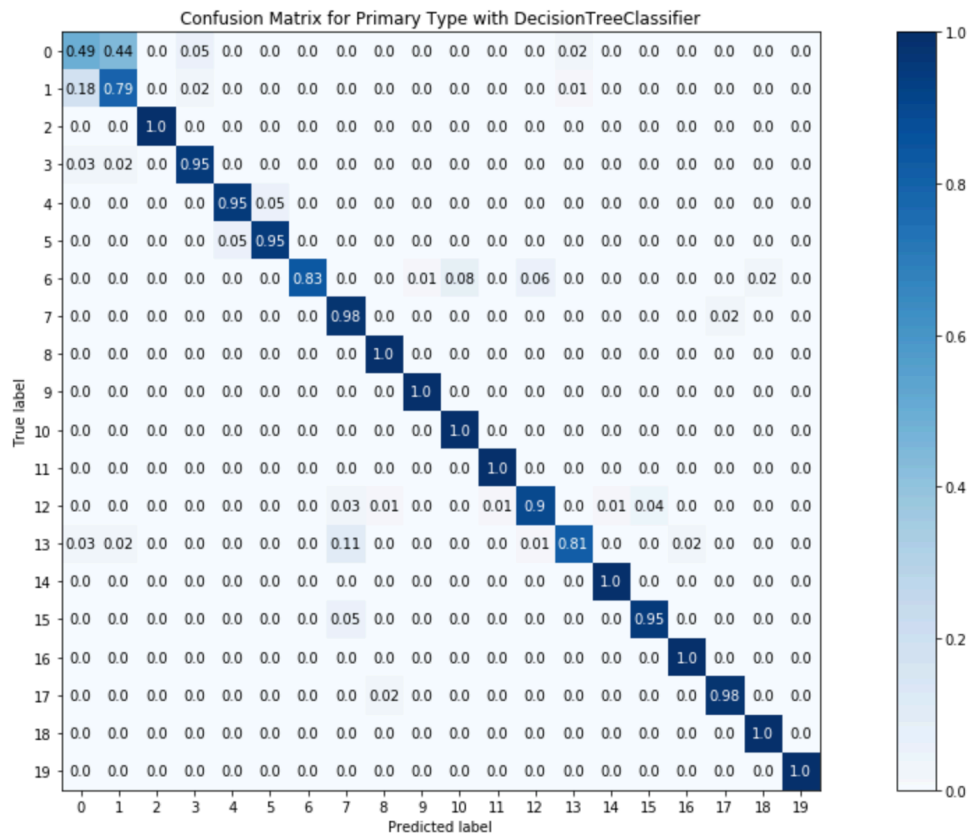 Confusion Matrix for Primary Type with DecisionTreeClassifier
0 0.49 0.44 0.0 0.05 0.0 0.0 0.0 0.0 0.0 0.0 0.0 0.0 0.0 0.02 0.0 0.0 0.0 0.0 0.0 0.0
1 0.18 0.79 0.0 0.02 0.0 0.0 0.0 0.0 0.0 0.0 0.0 0.0 0.0 0.01 0.0 0.0 0.0 0.0 0.0 0.0
2 0.0 0.0 1.0 0.0 0.0 0.0 0.0 0.0 0.0 0.0 0.0 0.0 0.0 0.0 0.0 0.0 0.0 0.0 0.0 0.0
3 0.03 0.02 0.0 0.95 0.0 0.0 0.0 0.0 0.0 0.0 0.0 0.0 0.0 0.0 0.0 0.0 0.0 0.0 0.0 0.0
4 0.0 0.0 0.0 0.0 0.95 0.05 0.0 0.0 0.0 0.0 0.0 0.0 0.0 0.0 0.0 0.0 0.0 0.0 0.0 0.0
5 0.0 0.0 0.0 0.0 0.05 0.95 0.0 0.0 0.0 0.0 0.0 0.0 0.0 0.0 0.0 0.0 0.0 0.0 0.0 0.0
6 0.0 0.0 0.0 0.0 0.0 0.0 0.83 0.0 0.0 0.01 0.08 0.0 0.06 0.0 0.0 0.0 0.0 0.0 0.02 0.0
7 0.0 0.0 0.0 0.0 0.0 0.0 0.0 0.98 0.0 0.0 0.0 0.0 0.0 0.0 0.0 0.0 0.0 0.02 0.0 0.0
8 0.0 0.0 0.0 0.0 0.0 0.0 0.0 0.0 1.0 0.0 0.0 0.0 0.0 0.0 0.0 0.0 0.0 0.0 0.0 0.0
9 0.0 0.0 0.0 0.0 0.0 0.0 0.0 0.0 0.0 1.0 0.0 0.0 0.0 0.0 0.0 0.0 0.0 0.0 0.0 0.0
10 0.0 0.0 0.0 0.0 0.0 0.0 0.0 0.0 0.0 0.0 1.0 0.0 0.0 0.0 0.0 0.0 0.0 0.0 0.0 0.0
11 0.0 0.0 0.0 0.0 0.0 0.0 0.0 0.0 0.0 0.0 0.0 1.0 0.0 0.0 0.0 0.0 0.0 0.0 0.0 0.0
12 0.0 0.0 0.0 0.0 0.0 0.0 0.0 0.03 0.01 0.0 0.0 0.01 0.9 0.0 0.01 0.04 0.0 0.0 0.0 0.0
13 0.03 0.02 0.0 0.0 0.0 0.0 0.0 0.11 0.0 0.0 0.0 0.0 0.01 0.81 0.0 0.0 0.02 0.0 0.0 0.0
14 0.0 0.0 0.0 0.0 0.0 0.0 0.0 0.0 0.0 0.0 0.0 0.0 0.0 0.0 1.0 0.0 0.0 0.0 0.0 0.0
15 0.0 0.0 0.0 0.0 0.0 0.0 0.0 0.05 0.0 0.0 0.0 0.0 0.0 0.0 0.0 0.95 0.0 0.0 0.0 0.0
16 0.0 0.0 0.0 0.0 0.0 0.0 0.0 0.0 0.0 0.0 0.0 0.0 0.0 0.0 0.0 0.0 1.0 0.0 0.0 0.0
17 0.0 0.0 0.0 0.0 0.0 0.0 0.0 0.0 0.02 0.0 0.0 0.0 0.0 0.0 0.0 0.0 0.0 0.98 0.0 0.0
18 0.0 0.0 0.0 0.0 0.0 0.0 0.0 0.0 0.0 0.0 0.0 0.0 0.0 0.0 0.0 0.0 0.0 0.0 1.0 0.0
19 0.0 0.0 0.0 0.0 0.0 0.0 0.0 0.0 0.0 0.0 0.0 0.0 0.0 0.0 0.0 0.0 0.0 0.0 0.0 1.0
0 1 2 3 4 5 6 7 8 9 10 11 12 13 14 15 16 17 18 19
Predicted label
True label
1.0
0.8
0.6
0.4
0.2
0.0